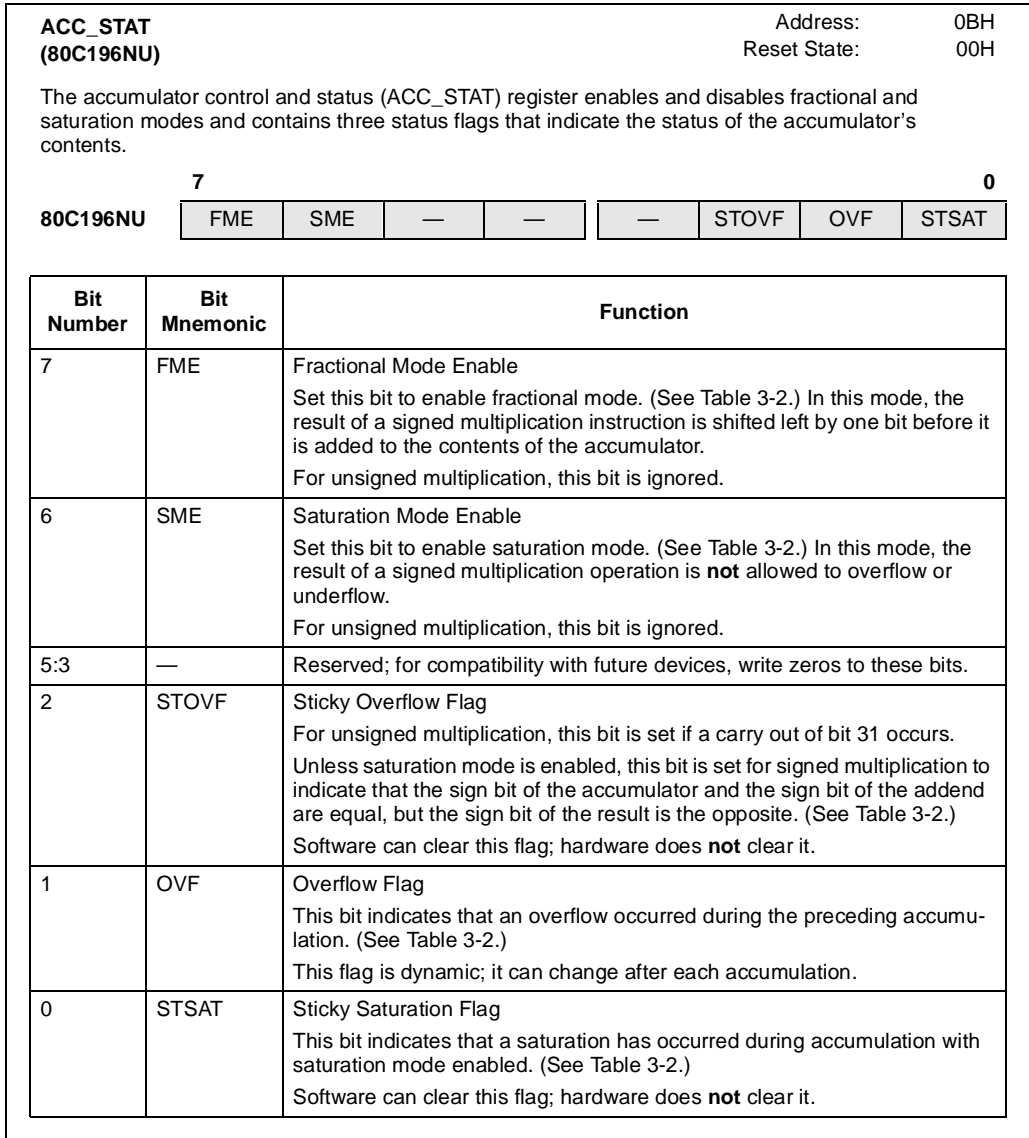 ACC_STAT
(80C196NU)
Address: 0BH
Reset State: 00H
The accumulator control and status (ACC_STAT) register enables and disables fractional and
saturation modes and contains three status flags that indicate the status of the accumulator's
contents.
7 0
80C196NU FME SME — — — STOVF OVF STSAT
Bit Number Bit Mnemonic Function
7 FME Fractional Mode Enable
Set this bit to enable fractional mode. (See Table 3-2.) In this mode, the
result of a signed multiplication instruction is shifted left by one bit before it
is added to the contents of the accumulator.
For unsigned multiplication, this bit is ignored.
6 SME Saturation Mode Enable
Set this bit to enable saturation mode. (See Table 3-2.) In this mode, the
result of a signed multiplication operation is not allowed to overflow or
underflow.
For unsigned multiplication, this bit is ignored.
5:3 — Reserved; for compatibility with future devices, write zeros to these bits.
2 STOVF Sticky Overflow Flag
For unsigned multiplication, this bit is set if a carry out of bit 31 occurs.
Unless saturation mode is enabled, this bit is set for signed multiplication to
indicate that the sign bit of the accumulator and the sign bit of the addend
are equal, but the sign bit of the result is the opposite. (See Table 3-2.)
Software can clear this flag; hardware does not clear it.
1 OVF Overflow Flag
This bit indicates that an overflow occurred during the preceding accumu-
lation. (See Table 3-2.)
This flag is dynamic; it can change after each accumulation.
0 STSAT Sticky Saturation Flag
This bit indicates that a saturation has occurred during accumulation with
saturation mode enabled. (See Table 3-2.)
Software can clear this flag; hardware does not clear it.